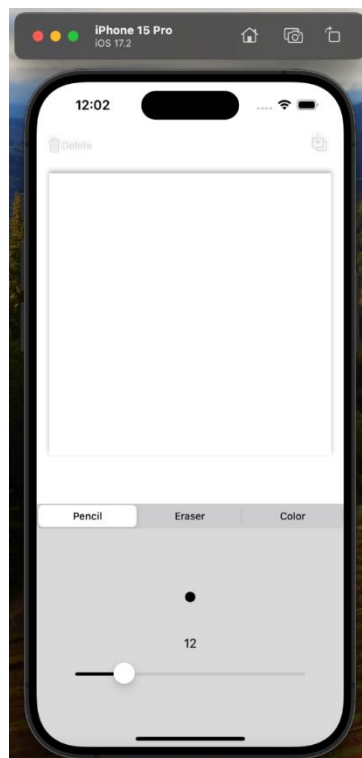 iPhone 15 Pro
iOS 17.2
12:02
Delete
Pencil Eraser Color
12